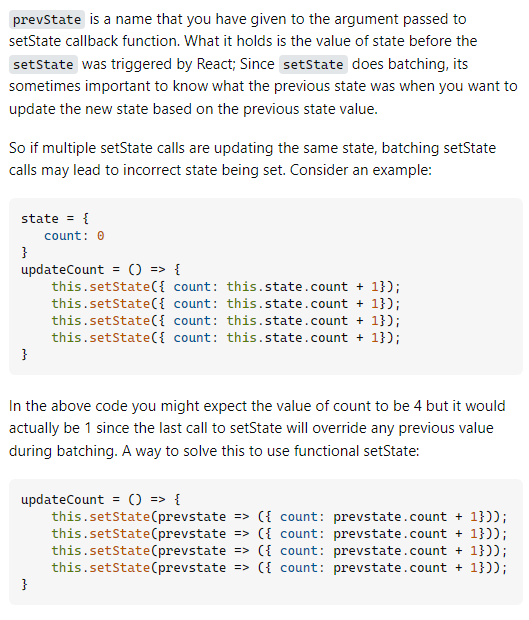 prevState is a name that you have given to the argument passed to
setState callback function. What it holds is the value of state before the
setState was triggered by React; Since setState does batching, its
sometimes important to know what the previous state was when you want to
update the new state based on the previous state value.
So if multiple setState calls are updating the same state, batching setState
calls may lead to incorrect state being set. Consider an example:
state = {
   count: 0
}
updateCount = () => {
    this.setState({ count: this.state.count + 1});
    this.setState({ count: this.state.count + 1});
    this.setState({ count: this.state.count + 1});
    this.setState({ count: this.state.count + 1});
}
In the above code you might expect the value of count to be 4 but it would
actually be 1 since the last call to setState will override any previous value
during batching. A way to solve this to use functional setState:
updateCount = () => {
    this.setState(prevstate => ({ count: prevstate.count + 1}));
    this.setState(prevstate => ({ count: prevstate.count + 1}));
    this.setState(prevstate => ({ count: prevstate.count + 1}));
    this.setState(prevstate => ({ count: prevstate.count + 1}));
}